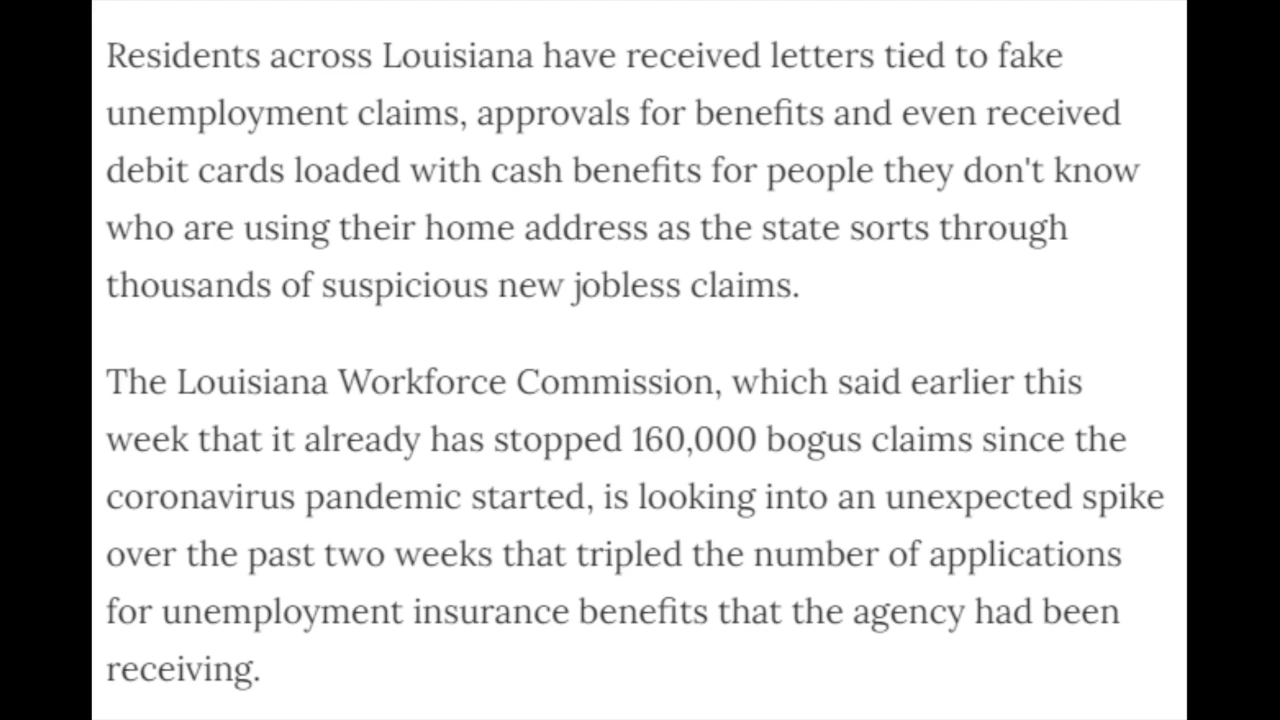 Residents across Louisiana have received letters tied to fake
unemployment claims, approvals for benefits and even received
debit cards loaded with cash benefits for people they don't know
who are using their home address as the state sorts through
thousands of suspicious new jobless claims.
The Louisiana Workforce Commission, which said earlier this
week that it already has stopped 160,000 bogus claims since the
coronavirus pandemic started, is looking into an unexpected spike
over the past two weeks that tripled the number of applications
for unemployment insurance benefits that the agency had been
receiving.